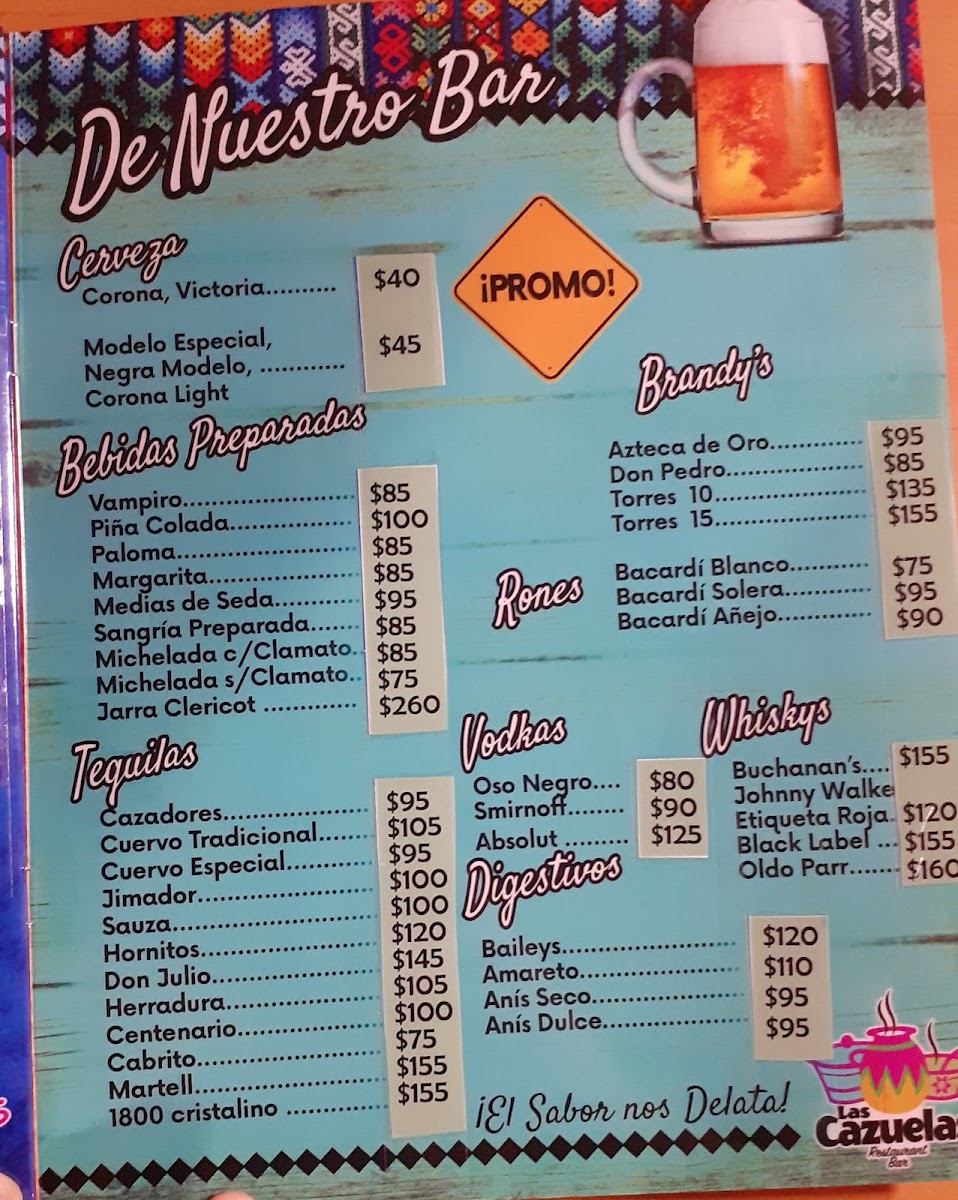 De Nuestro Bar
Cerveza
Corona, Victoria.......... $40
Modelo Especial,
Negra Modelo, ............ $45
Corona Light
¡PROMO!
Bebidas Preparadas
Vampiro........................ $85
Piña Colada.................. $100
Paloma......................... $85
Margarita..................... $85
Medias de Seda............ $95
Sangría Preparada....... $85
Michelada c/Clamato.. $85
Michelada s/Clamato.. $75
Jarra Clericot ............. $260
Tequilas
Cazadores..................... $95
Cuervo Tradicional....... $105
Cuervo Especial............ $95
Jimador......................... $100
Sauza............................ $100
Hornitos........................ $120
Don Julio....................... $145
Herradura..................... $105
Centenario.................... $100
Cabrito.......................... $75
Martell.......................... $155
1800 cristalino .............. $155
Brandy's
Azteca de Oro............. $95
Don Pedro................... $85
Torres 10..................... $135
Torres 15..................... $155
Rones
Bacardí Blanco........... $75
Bacardí Solera............ $95
Bacardí Añejo............. $90
Vodkas
Oso Negro.... $80
Smirnoff........ $90
Absolut ......... $125
Whiskys
Buchanan's.... $155
Johnny Walke
Etiqueta Roja. $120
Black Label ... $155
Oldo Parr....... $160
Digestivos
Baileys......................... $120
Amareto...................... $110
Anís Seco..................... $95
Anís Dulce.................... $95
¡El Sabor nos Delata!
Las
Cazuelas
Restaurant
Bar